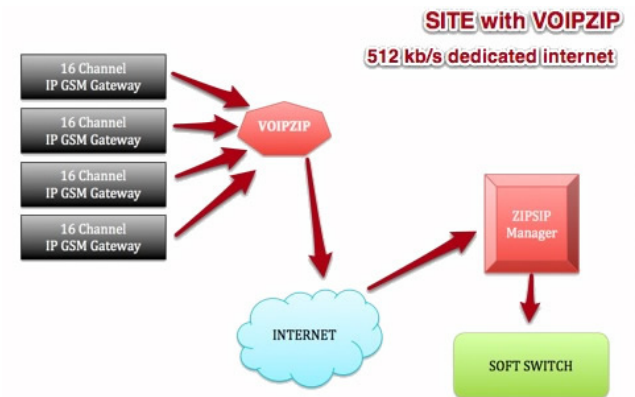 SITE with VOIPZIP
512 kb/s dedicated internet
16 Channel
IP GSM Gateway
16 Channel
IP GSM Gateway
16 Channel
IP GSM Gateway
16 Channel
IP GSM Gateway
VOIPZIP
ZIPSIP
Manager
INTERNET
SOFT SWITCH